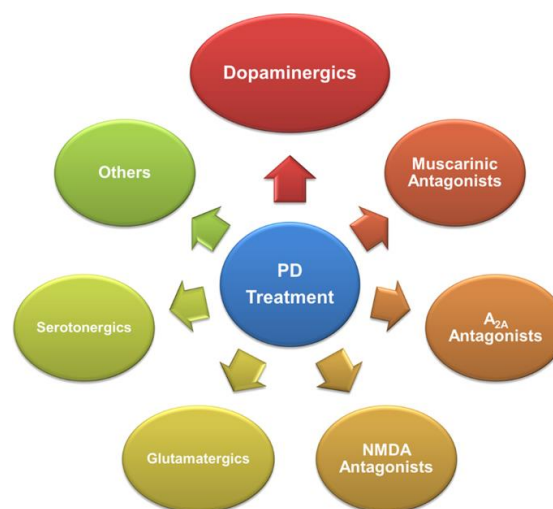 Dopaminergics
Muscarinic
Antagonists
A₂A
Antagonists
NMDA
Antagonists
Glutamatergics
Serotonergics
Others
PD
Treatment